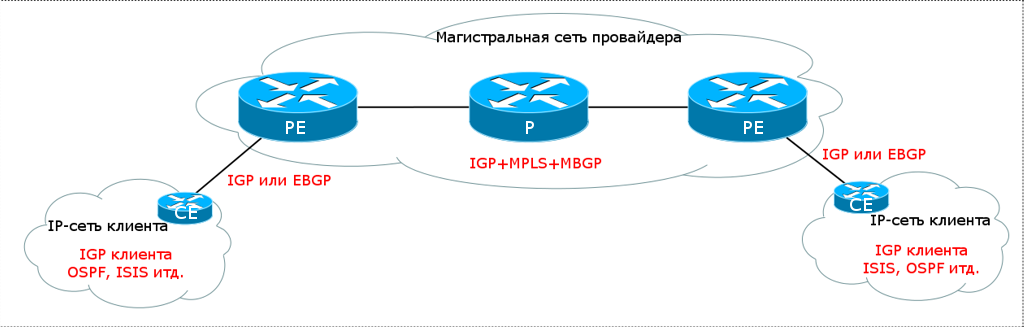 Магистральная сеть провайдера
PE
P
PE
IGP+MPLS+MBGP
IGP или EBGP
IGP или EBGP
CE
IP-сеть клиента
IGP клиента
OSPF, ISIS итд.
CE
IP-сеть клиента
IGP клиента
ISIS, OSPF итд.